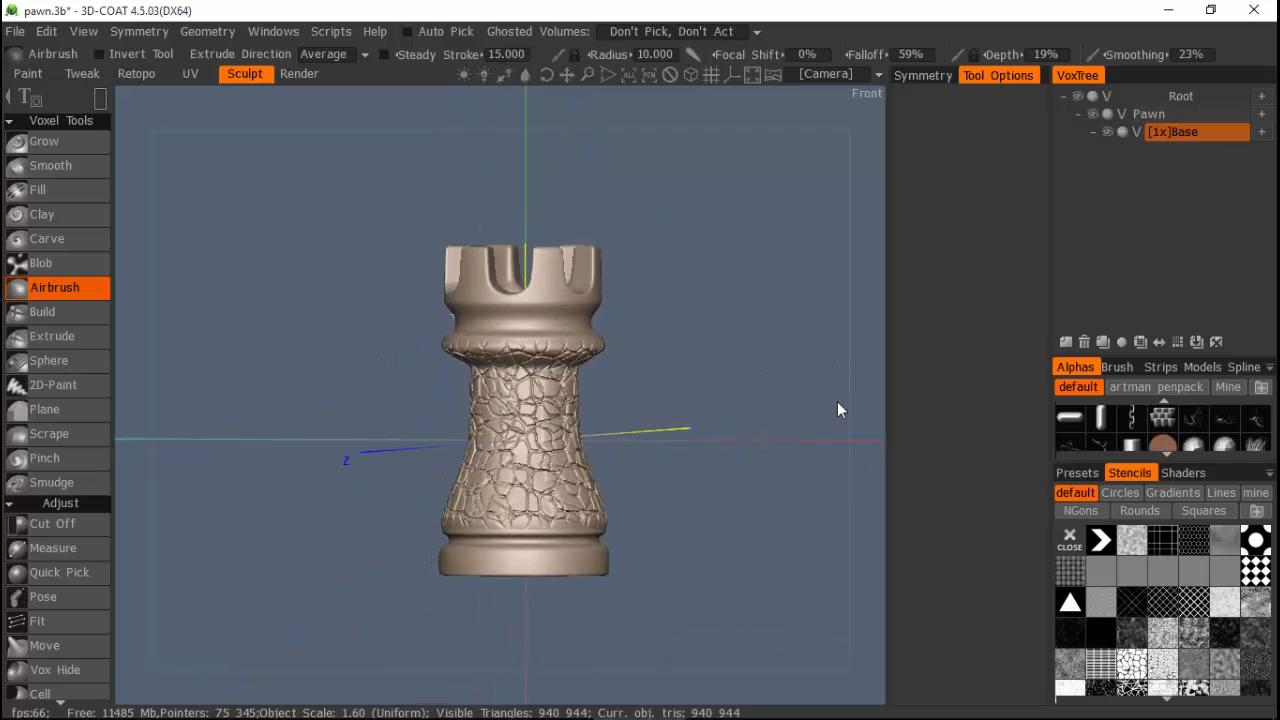 pawn.3b* - 3D-COAT 4.5.03(DX64)
File Edit View Symmetry Geometry Windows Scripts Help Auto Pick Ghosted Volumes: Don't Pick, Don't Act
Airbrush Invert Tool Extrude Direction Average Steady Stroke: 15.000 Radius: 10.000 Focal Shift: 0% Falloff: 59% Depth: 19% Smoothing: 23%
Paint Tweak Retopo UV Sculpt Render [Camera] Symmetry Tool Options VoxTree
Front
Voxel Tools
Grow
Smooth
Fill
Clay
Carve
Blob
Airbrush
Build
Extrude
Sphere
2D-Paint
Plane
Scrape
Pinch
Smudge
Adjust
Cut Off
Measure
Quick Pick
Pose
Fit
Move
Vox Hide
Cell
Z
V Root +
V Pawn +
V [1x]Base +
Alphas Brush Strips Models Spline
default artman penpack Mine
Presets Stencils Shaders
default Circles Gradients Lines mine
NGons Rounds Squares
CLOSE
fps:66; Free: 11485 Mb,Pointers: 75 345;Object Scale: 1.60 (Uniform); Visible Triangles: 940 944; Curr. obj. tris: 940 944